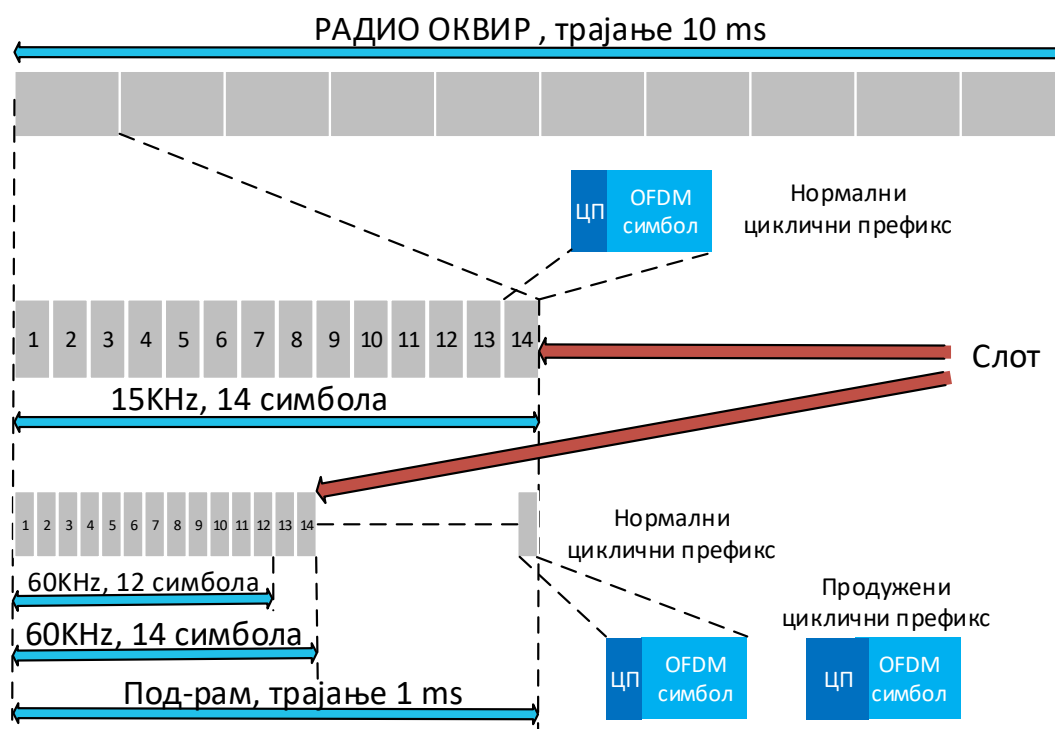 РАДИО ОКВИР , трајање 10 ms
ЦП
OFDM
симбол
Нормални
циклични префикс
1 2 3 4 5 6 7 8 9 10 11 12 13 14
Слот
15KHz, 14 симбола
1 2 3 4 5 6 7 8 9 10 11 12 13 14
Нормални
циклични префикс
60KHz, 12 симбола
60KHz, 14 симбола
Продужени
циклични префикс
ЦП
OFDM
симбол
ЦП
OFDM
симбол
Под-рам, трајање 1 ms